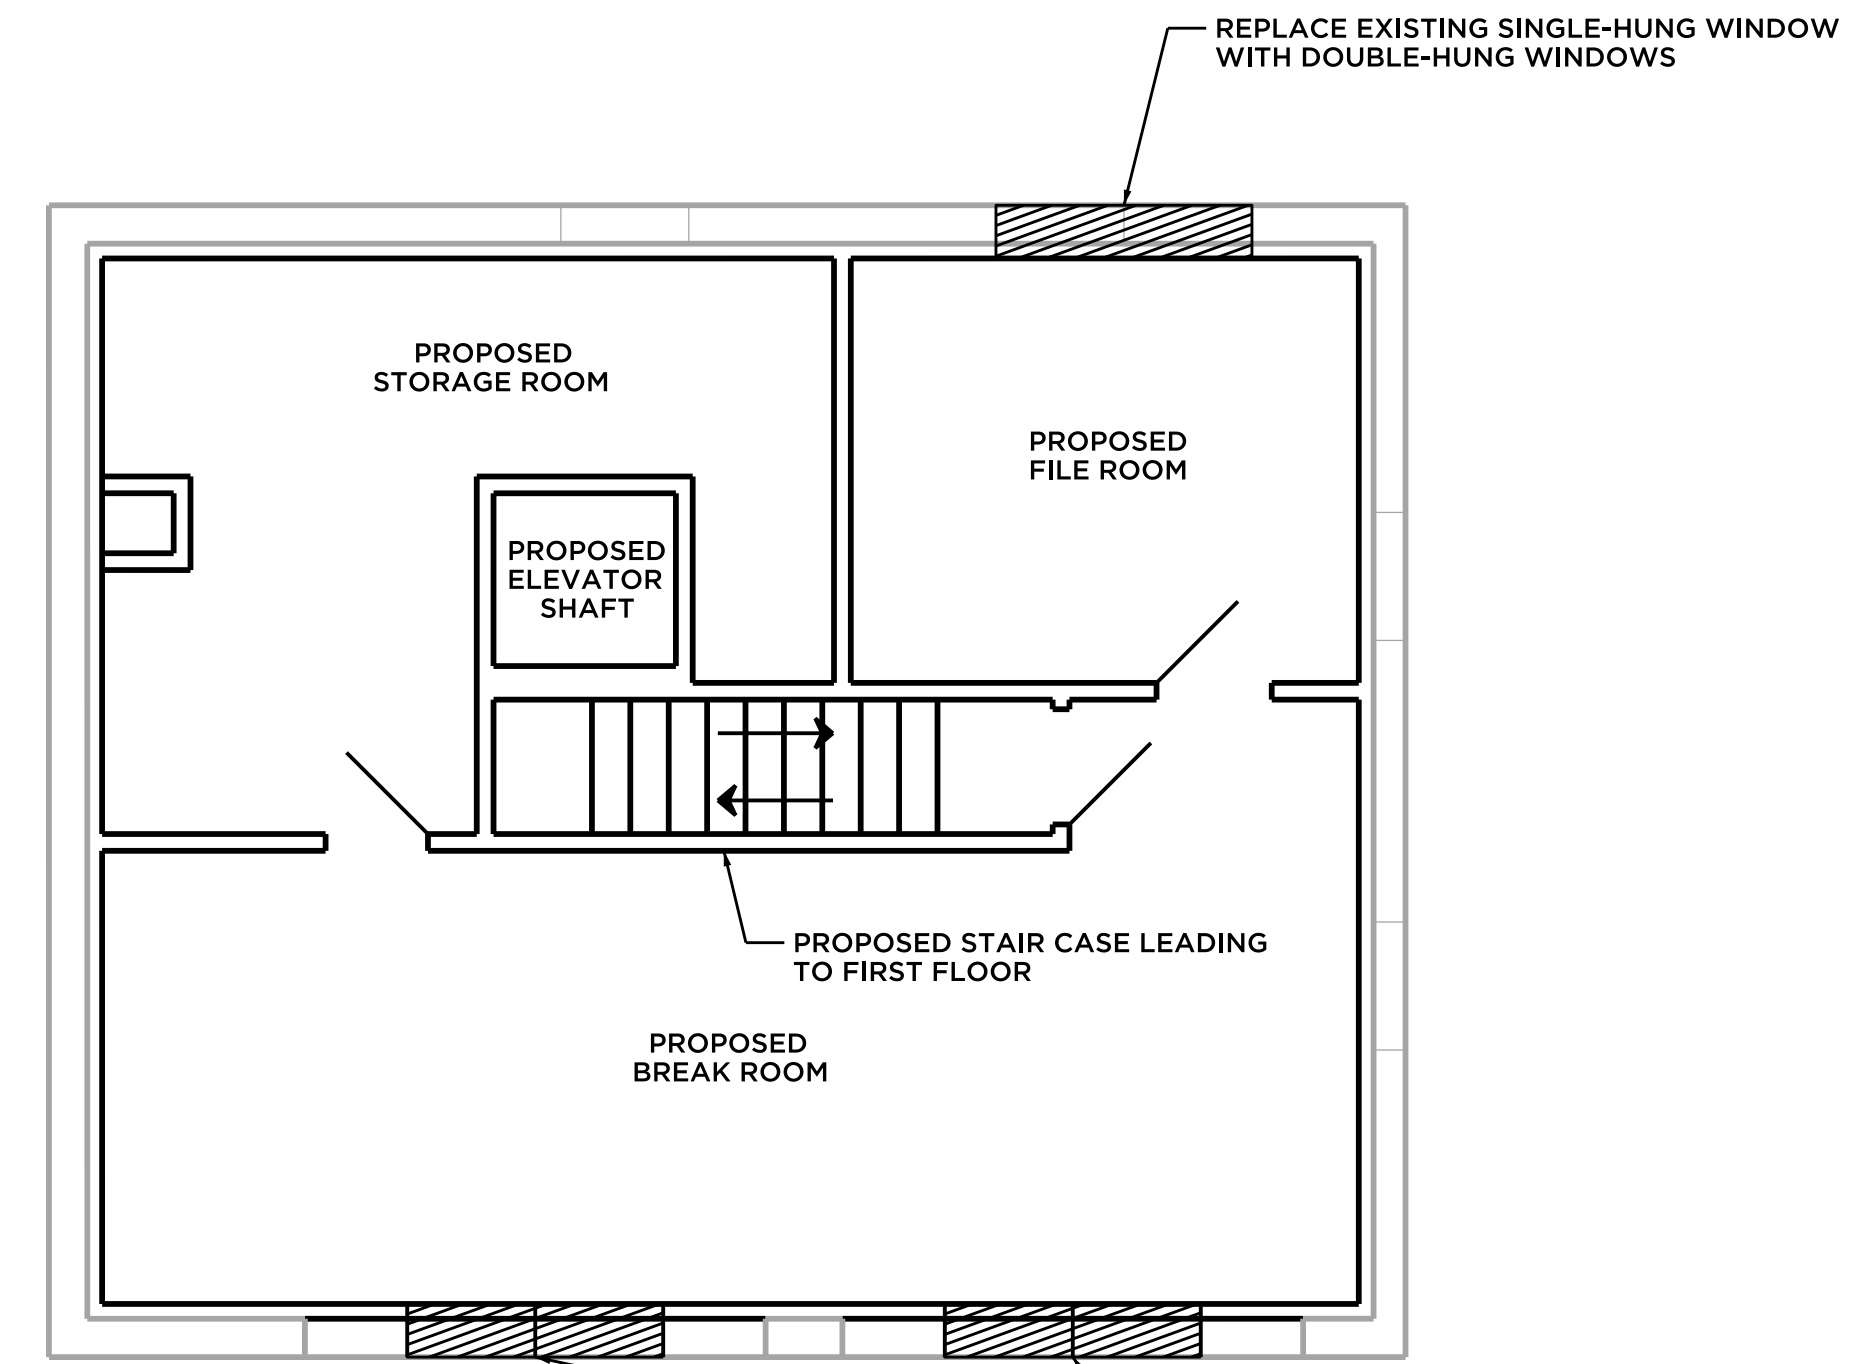 REPLACE EXISTING SINGLE-HUNG WINDOW
WITH DOUBLE-HUNG WINDOWS
PROPOSED
STORAGE ROOM
PROPOSED
FILE ROOM
PROPOSED
ELEVATOR
SHAFT
PROPOSED STAIR CASE LEADING
TO FIRST FLOOR
PROPOSED
BREAK ROOM